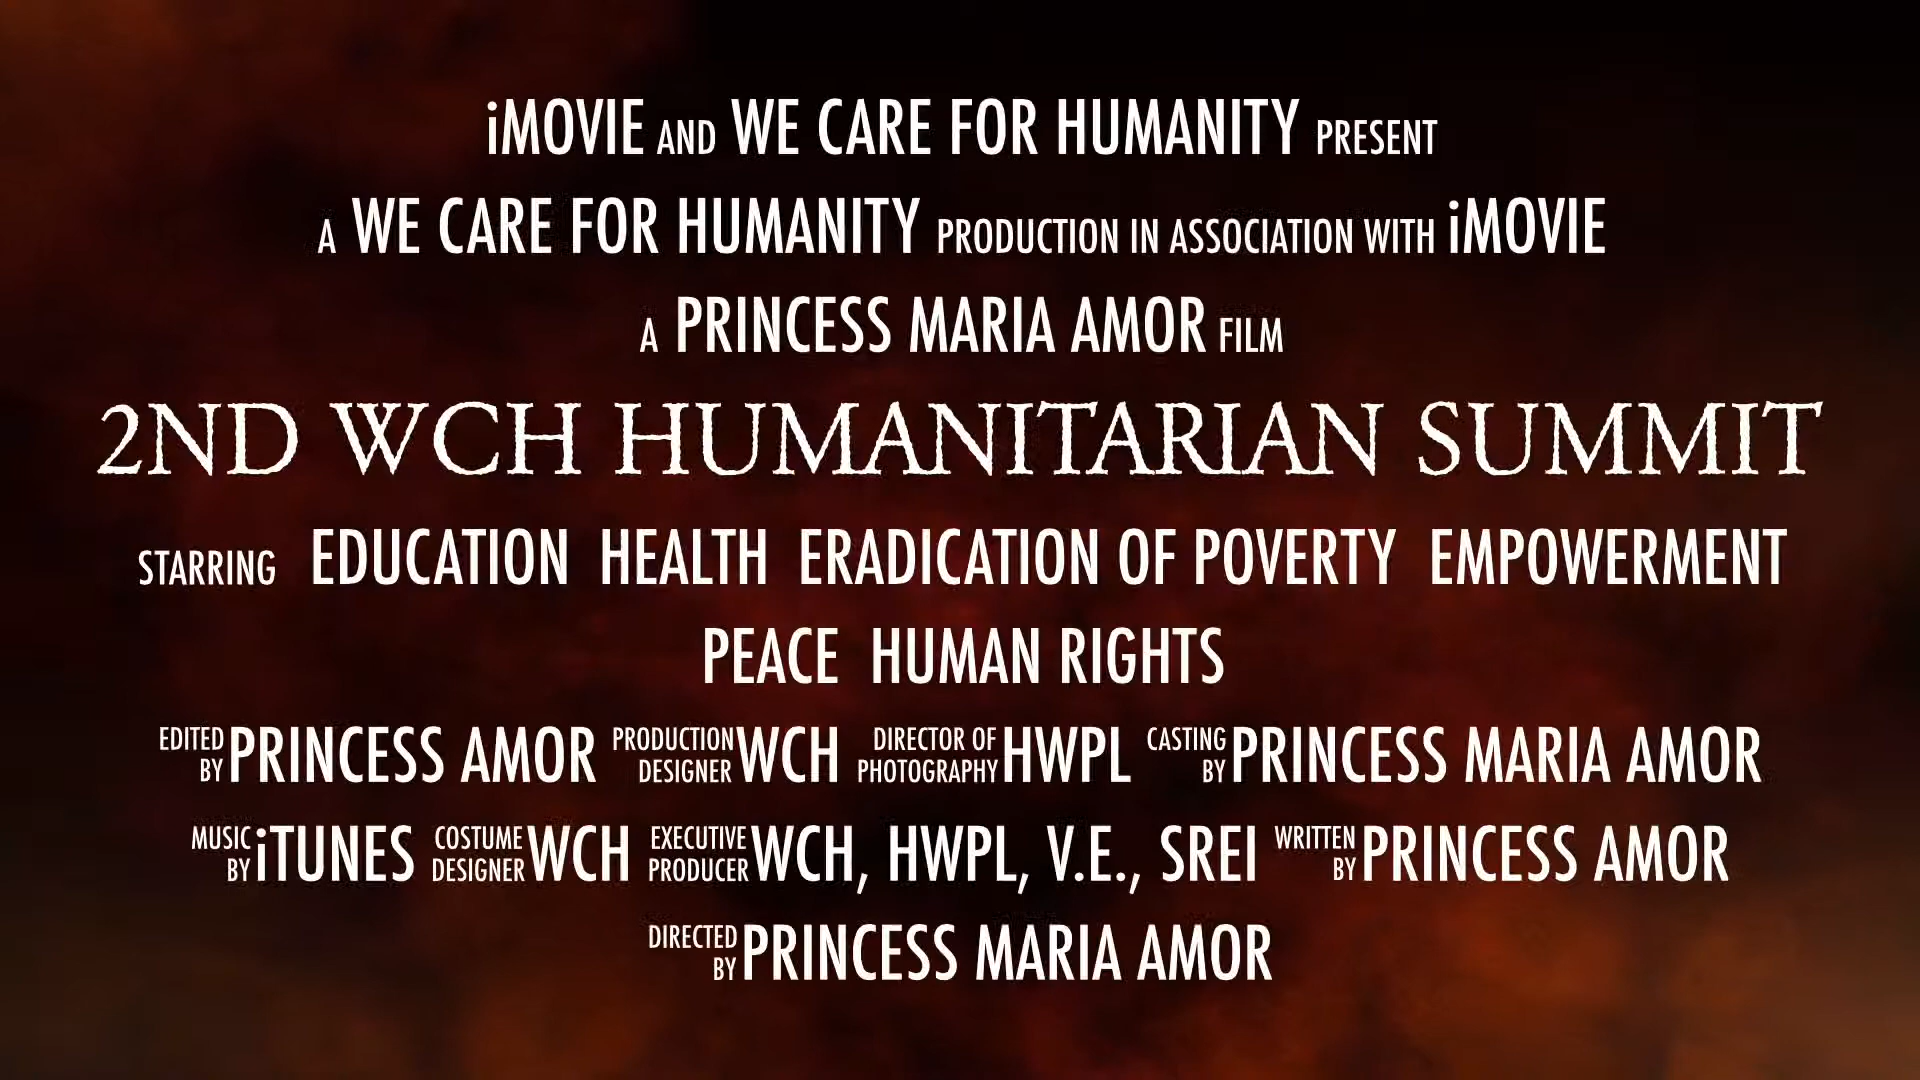 iMOVIE AND WE CARE FOR HUMANITY PRESENT
A WE CARE FOR HUMANITY PRODUCTION IN ASSOCIATION WITH iMOVIE
A PRINCESS MARIA AMOR FILM
2ND WCH HUMANITARIAN SUMMIT
STARRING EDUCATION HEALTH ERADICATION OF POVERTY EMPOWERMENT
PEACE HUMAN RIGHTS
EDITED BY PRINCESS AMOR PRODUCTION DESIGNER WCH DIRECTOR OF PHOTOGRAPHY HWPL CASTING BY PRINCESS MARIA AMOR
MUSIC BY iTUNES COSTUME DESIGNER WCH EXECUTIVE PRODUCER WCH, HWPL, V.E., SREI WRITTEN BY PRINCESS AMOR
DIRECTED BY PRINCESS MARIA AMOR